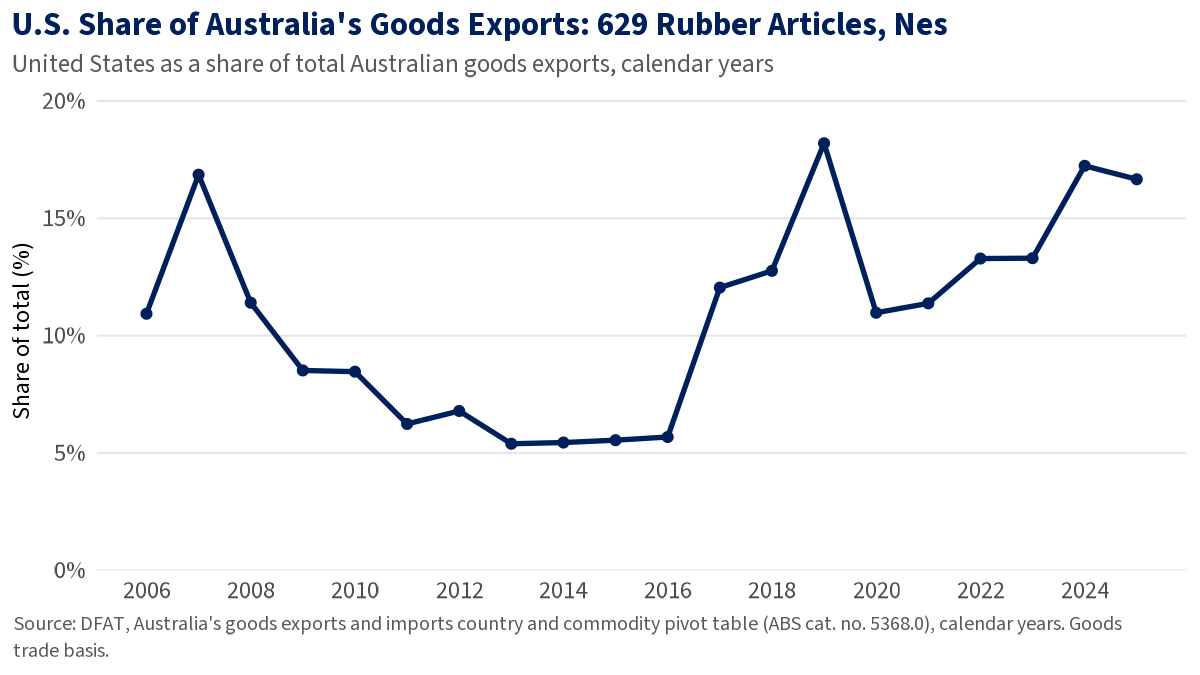 U.S. Share of Australia's Goods Exports: 629 Rubber Articles, Nes
United States as a share of total Australian goods exports, calendar years
20%
15%
10%
5%
0%
Share of total (%)
2006 2008 2010 2012 2014 2016 2018 2020 2022 2024
Source: DFAT, Australia's goods exports and imports country and commodity pivot table (ABS cat. no. 5368.0), calendar years. Goods
trade basis.